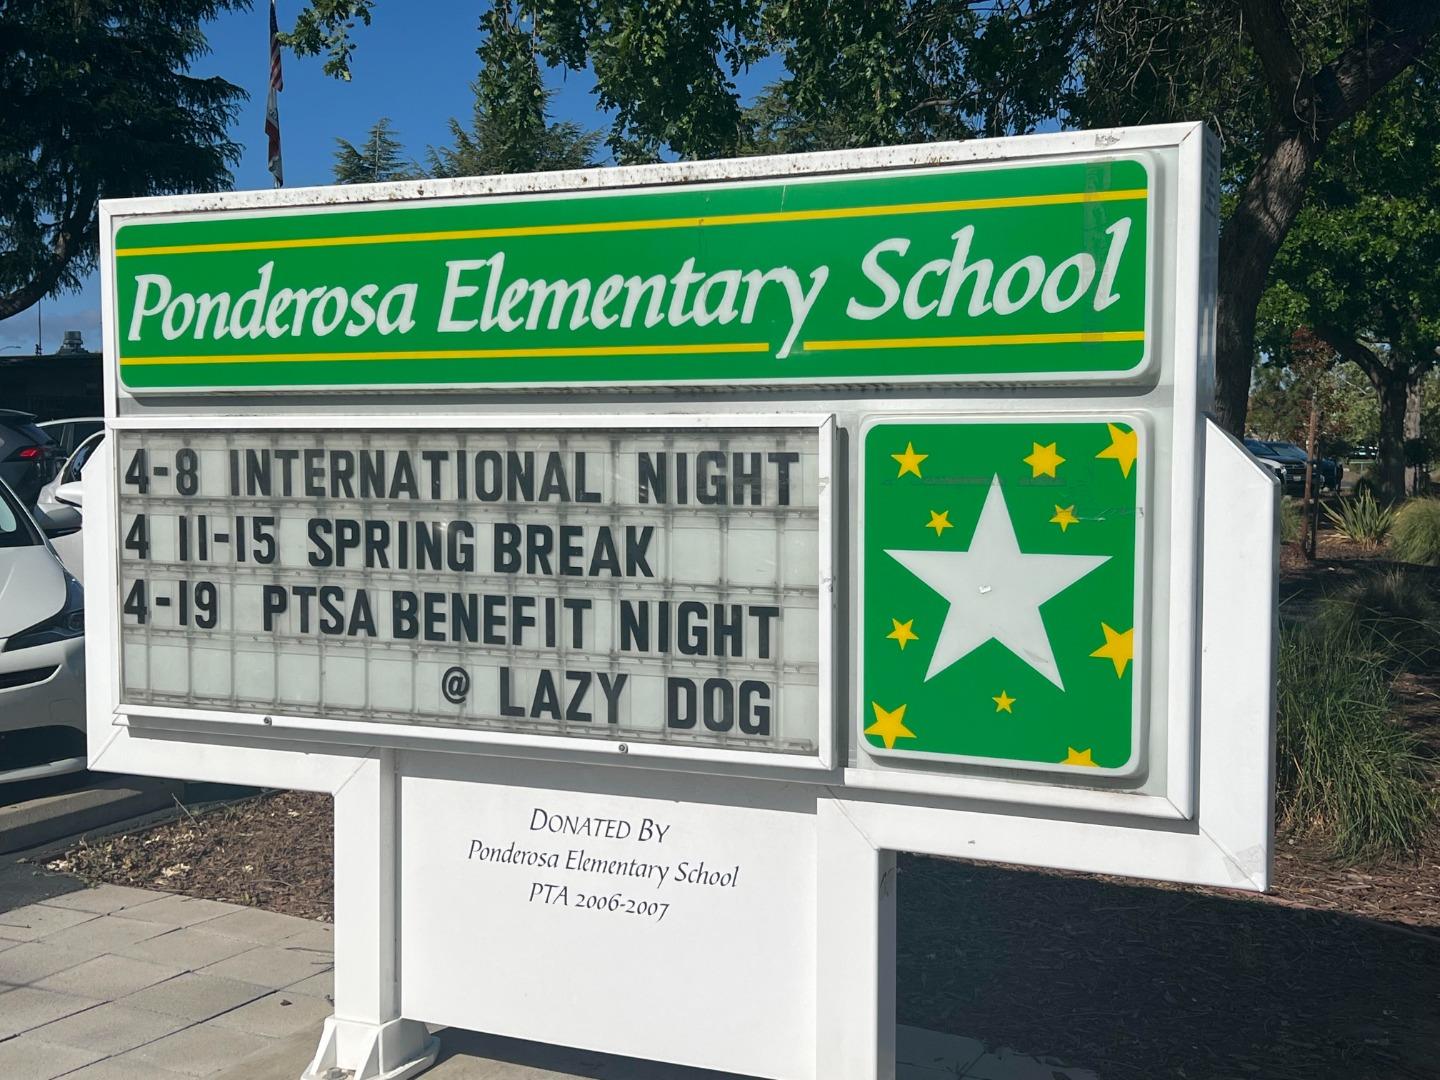 Ponderosa Elementary School
4-8 INTERNATIONAL NIGHT
4 11-15 SPRING BREAK
4-19 PTSA BENEFIT NIGHT
@ LAZY DOG
DONATED BY
Ponderosa Elementary School
PTA 2006-2007